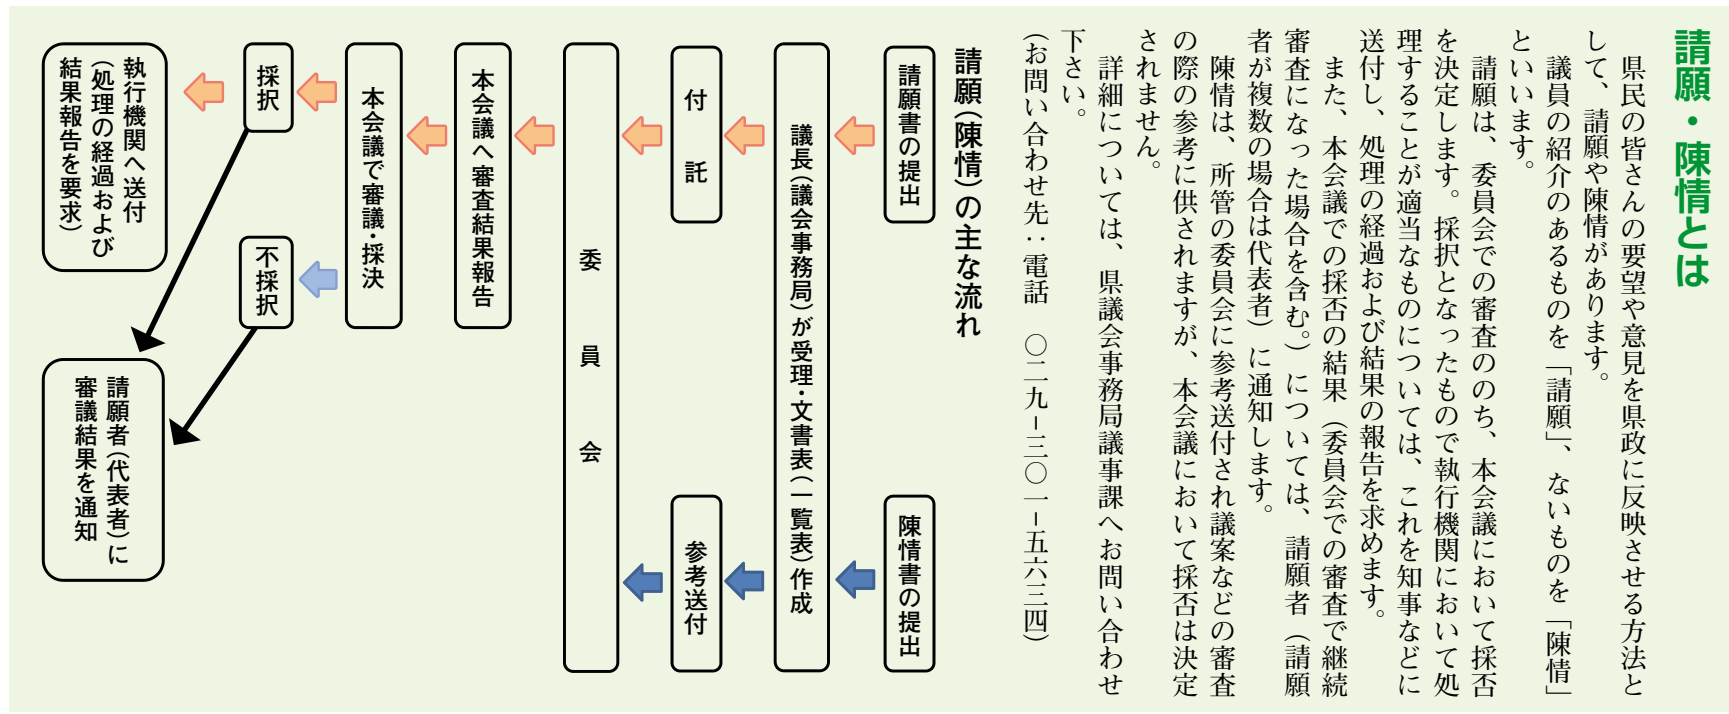 請願・陳情とは
県民の皆さんの要望や意見を県政に反映させる方法と
して、請願や陳情があります。
議員の紹介のあるものを「請願」、ないものを「陳情」
といいます。
請願は、委員会での審査ののち、本会議において採否
を決定します。採択となったもので執行機関において処
理することが適当なものについては、これを知事などに
送付し、処理の経過および結果の報告を求めます。
また、本会議での採否の結果（委員会での審査で継続
審査になった場合を含む。）については、請願者（請願
者が複数の場合は代表者）に通知します。
陳情は、所管の委員会に参考送付され議案などの審査
の際の参考に供されますが、本会議において採否は決定
されません。
詳細については、県議会事務局議事課へお問い合わせ
下さい。
（お問い合わせ先：電話　〇二九ー三〇一ー五六三四）
請願（陳情）の主な流れ
請願書の提出
陳情書の提出
議長（議会事務局）が受理・文書表（一覧表）作成
付託
参考送付
委員会
本会議へ審査結果報告
本会議で審議・採決
採択
不採択
執行機関へ送付
（処理の経過および
結果報告を要求）
請願者（代表者）に
審議結果を通知